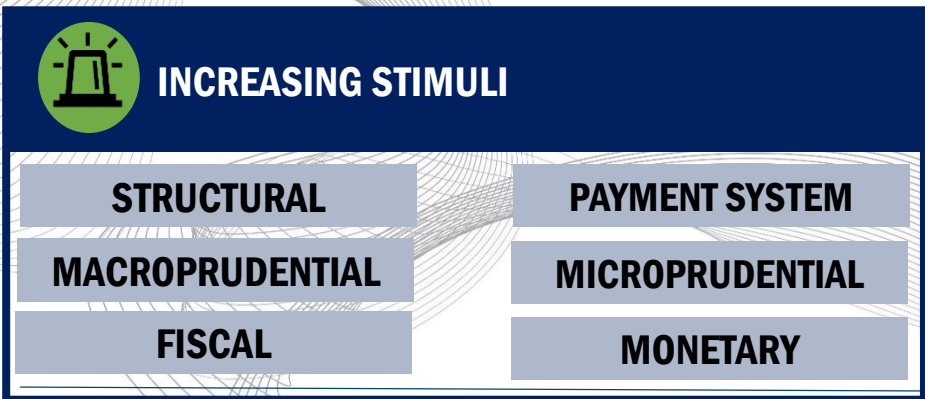 INCREASING STIMULI
STRUCTURAL
PAYMENT SYSTEM
MACROPRUDENTIAL
MICROPRUDENTIAL
FISCAL
MONETARY